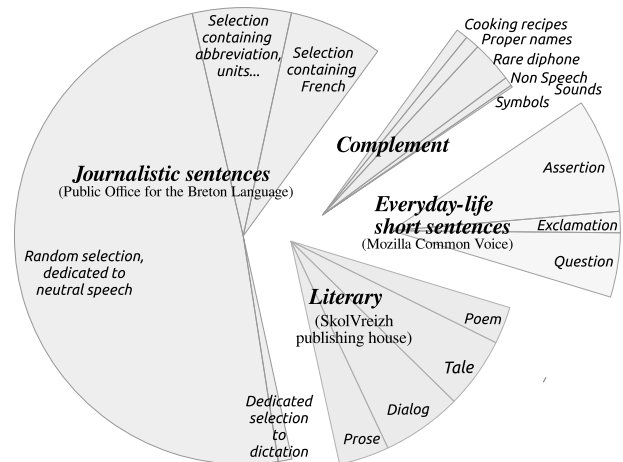 Selection
containing
abbreviation,
units...
Selection
containing
French
Journalistic sentences
(Public Office for the Breton Language)
Random selection,
dedicated to
neutral speech
Dedicated
selection
to
dictation
Cooking recipes
Proper names
Rare diphone
Non Speech
Sounds
Symbols
Complement
Everyday-life
short sentences
(Mozilla Common Voice)
Assertion
Exclamation
Question
Literary
(SkolVreizh
publishing house)
Poem
Tale
Dialog
Prose